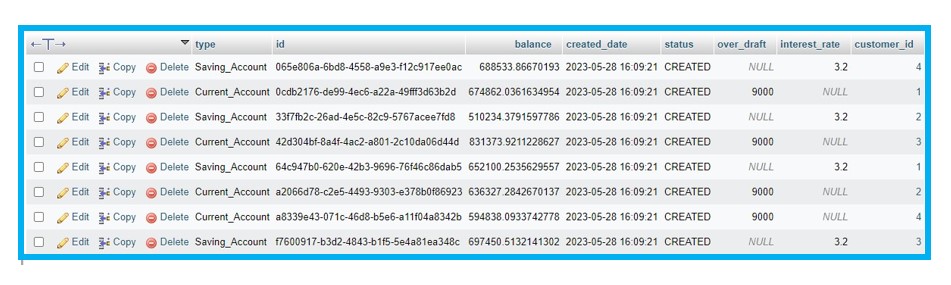 ←T→ type id balance created_date status over_draft interest_rate customer_id
Edit Copy Delete Saving_Account 065e806a-6bd8-4558-a9e3-f12c917ee0ac 688533.86670193 2023-05-28 16:09:21 CREATED NULL 3.2 4
Edit Copy Delete Current_Account 0cdb2176-de99-4ec6-a22a-49fff3d63b2d 674862.0361634954 2023-05-28 16:09:21 CREATED 9000 NULL 1
Edit Copy Delete Saving_Account 33f7fb2c-26ad-4e5c-82c9-5767acee7fd8 510234.3791597786 2023-05-28 16:09:21 CREATED NULL 3.2 2
Edit Copy Delete Current_Account 42d304bf-8a4f-4ac2-a801-2c10da06d44d 831373.9211228627 2023-05-28 16:09:21 CREATED 9000 NULL 3
Edit Copy Delete Saving_Account 64c947b0-620e-42b3-9696-76f46c86dab5 652100.2535629557 2023-05-28 16:09:21 CREATED NULL 3.2 1
Edit Copy Delete Current_Account a2066d78-c2e5-4493-9303-e378b0f86923 636327.2842670137 2023-05-28 16:09:21 CREATED 9000 NULL 2
Edit Copy Delete Current_Account a8339e43-071c-46d8-b5e6-a11f04a8342b 594838.0933742778 2023-05-28 16:09:21 CREATED 9000 NULL 4
Edit Copy Delete Saving_Account f7600917-b3d2-4843-b1f5-5e4a81ea348c 697450.5132141302 2023-05-28 16:09:21 CREATED NULL 3.2 3